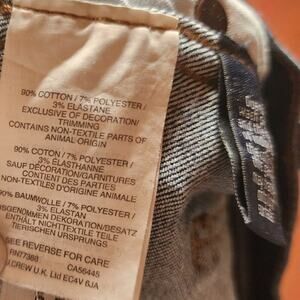 90% COTTON / 7% POLYESTER /
3% ELASTANE
EXCLUSIVE OF DECORATION/
TRIMMING
CONTAINS NON-TEXTILE PARTS OF
ANIMAL ORIGIN
90% COTON / 7% POLYESTER /
3% ELASTHANNE
SAUF DÉCORATION/GARNITURES
CONTIENT DES PARTIES
NON-TEXTILES D'ORIGINE ANIMALE
90% BAUMWOLLE / 7% POLYESTER /
3% ELASTAN
AUSGENOMMEN DEKORATION/BESATZ
ENTHÄLT NICHTTEXTILE TEILE
TIERISCHEN URSPRUNGS
SEE REVERSE FOR CARE
RN77388 CA56445
J.CREW U.K. Ltd EC4V 6JA